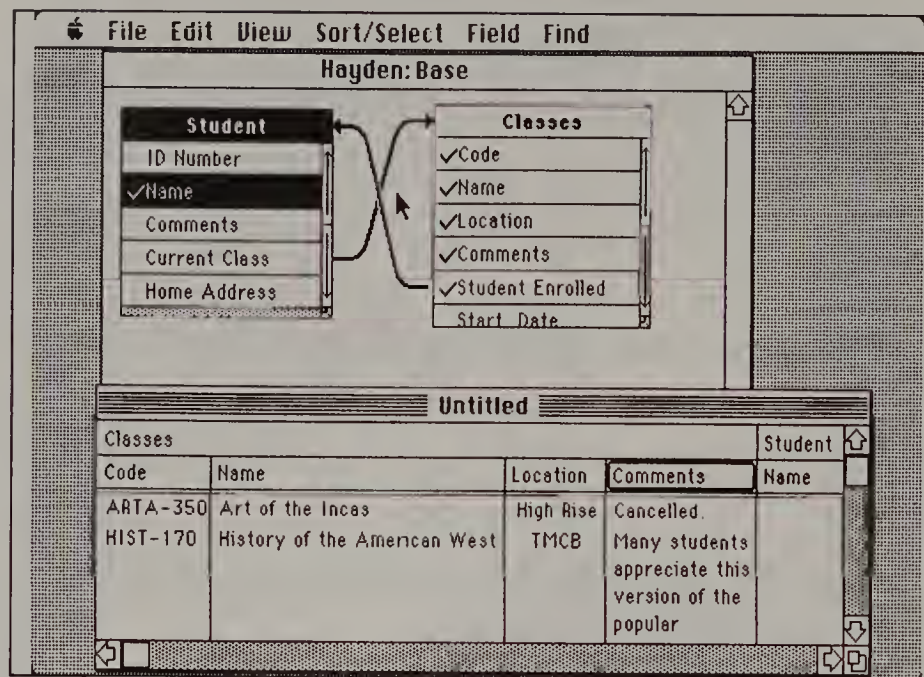 File Edit View Sort/Select Field Find
Hayden:Base
Student
ID Number
✓Name
Comments
Current Class
Home Address
Classes
✓Code
✓Name
✓Location
✓Comments
✓Student Enrolled
Start Date
Untitled
Classes Student
Code Name Location Comments Name
ARTA-350 Art of the Incas High Rise Cancelled.
HIST-170 History of the American West TMCB Many students
appreciate this
version of the
popular